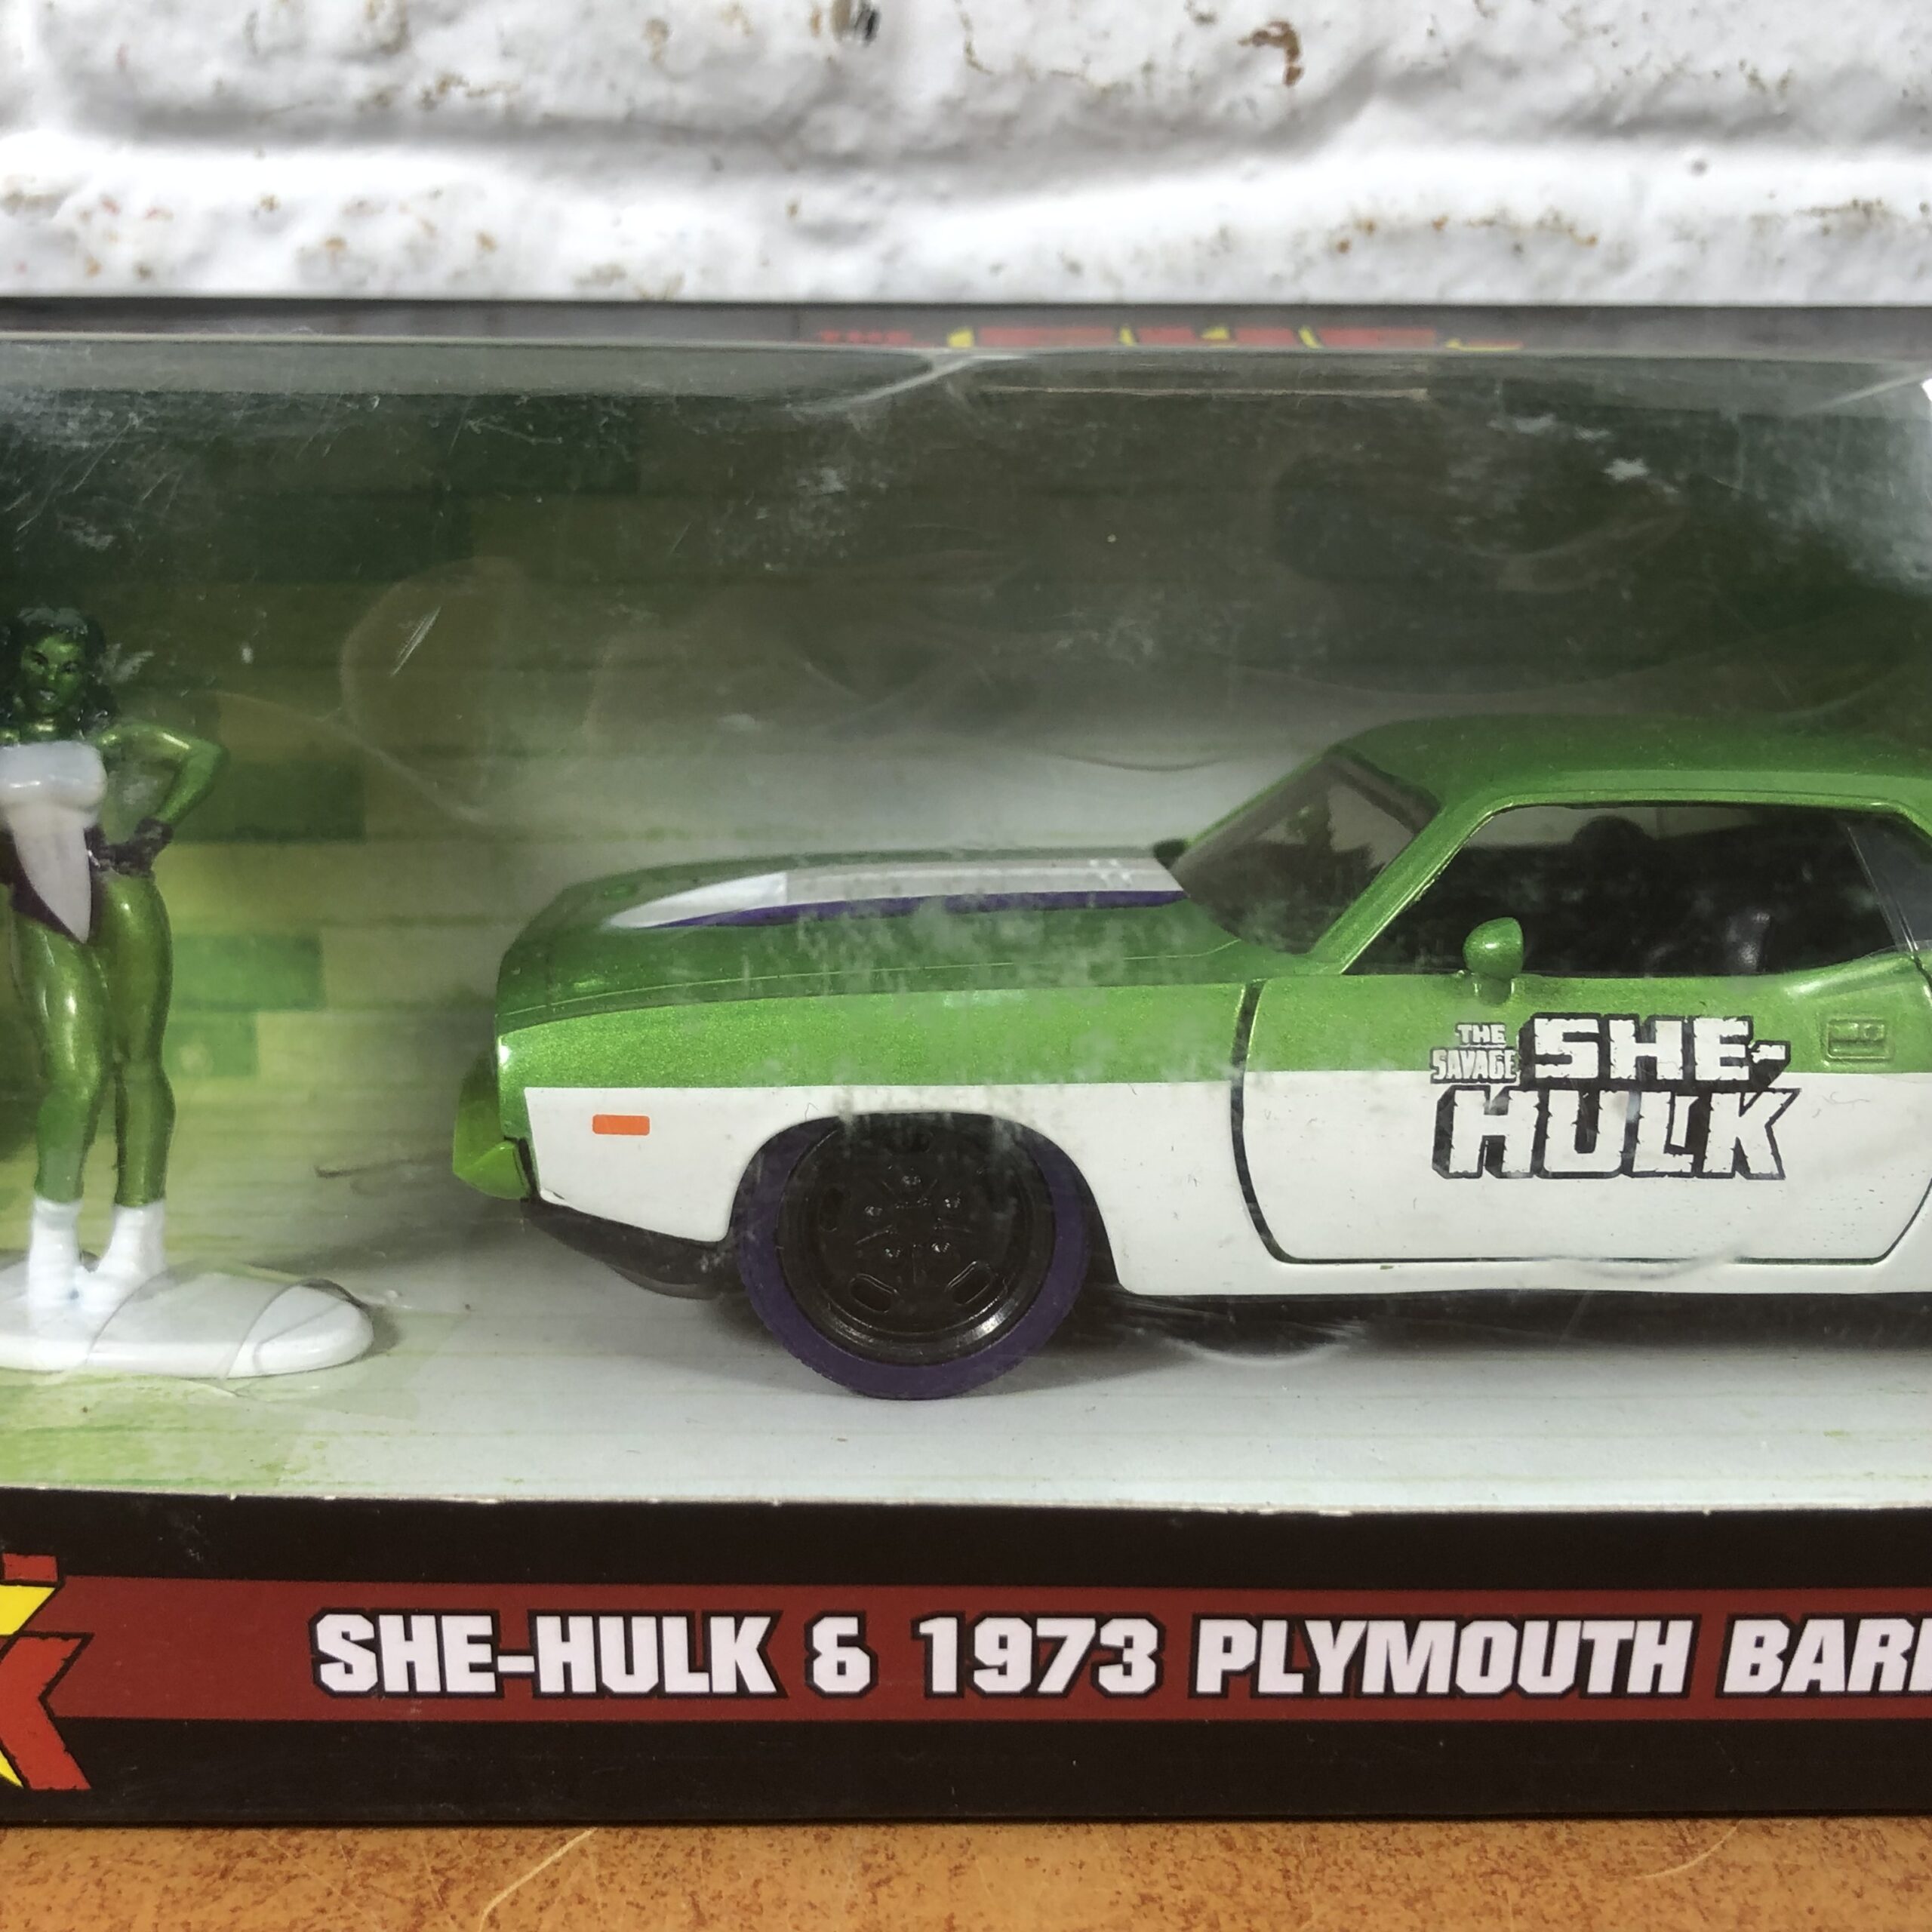 THE
SAVAGE
SHE-
HULK
SHE-HULK & 1973 PLYMOUTH BAR